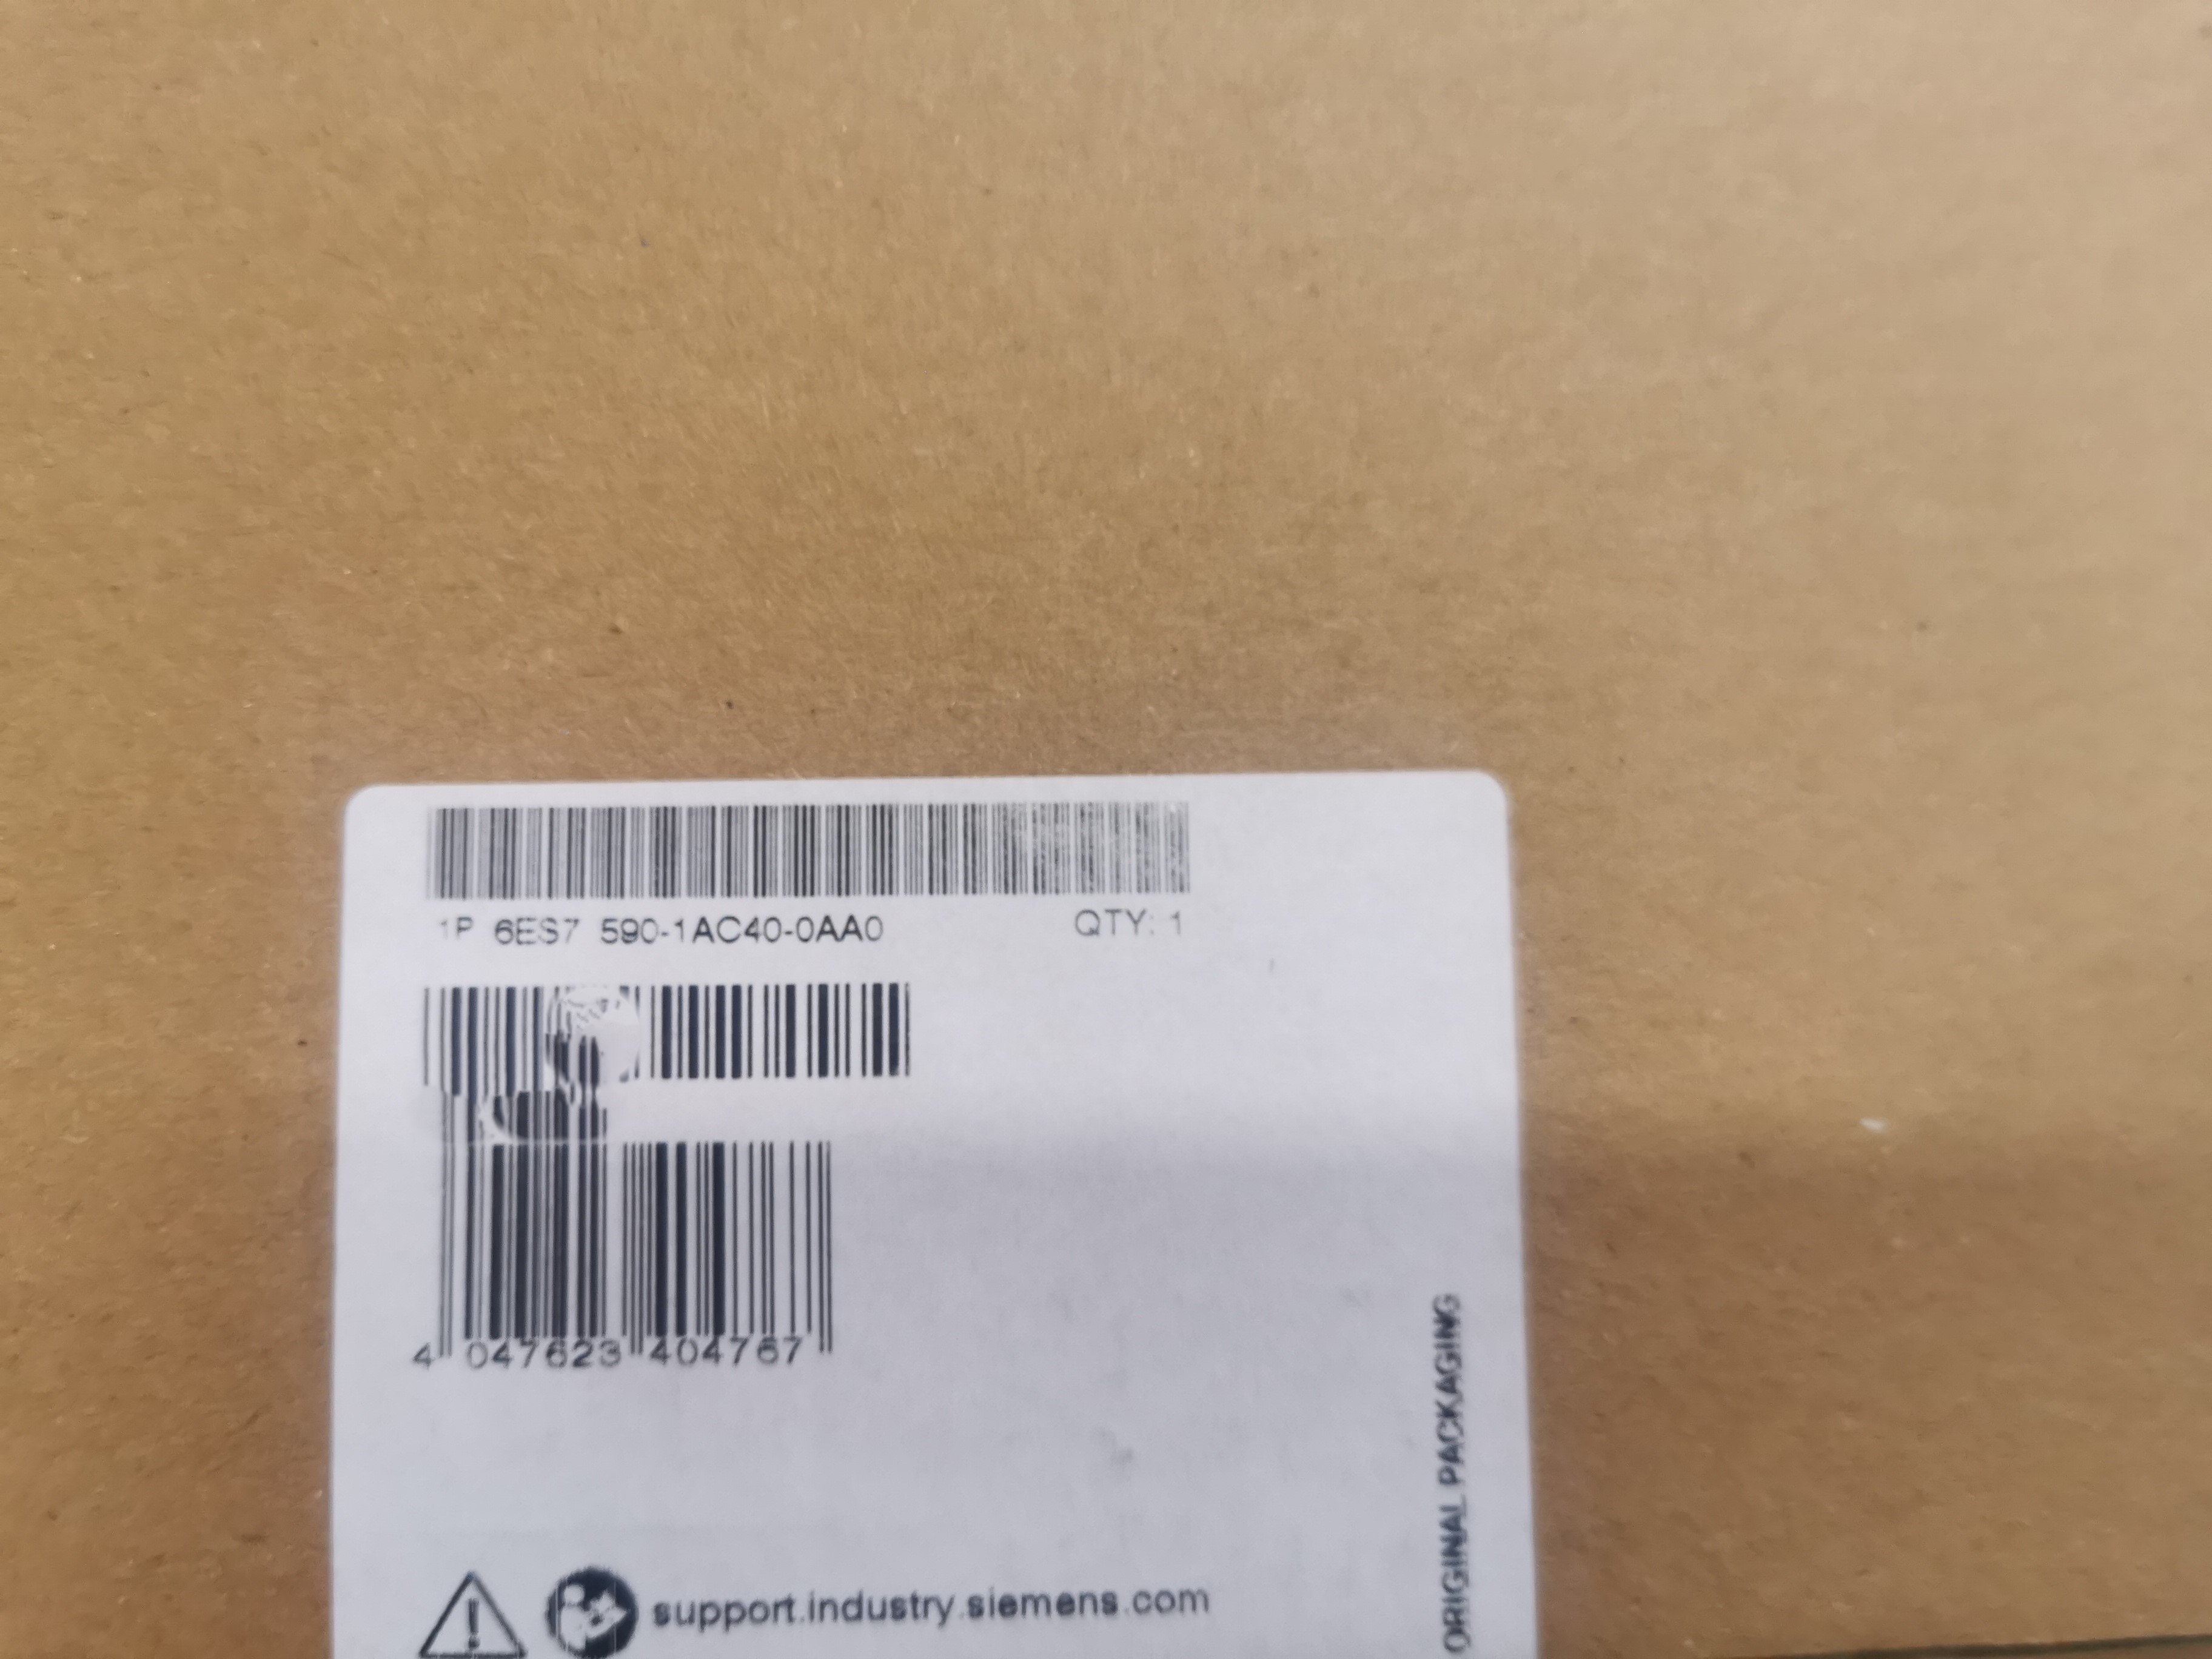 1P 6ES7 590-1AC40-0AA0
QTY: 1
4 047623 404767
support.industry.siemens.com
ORIGINAL PACKAGING